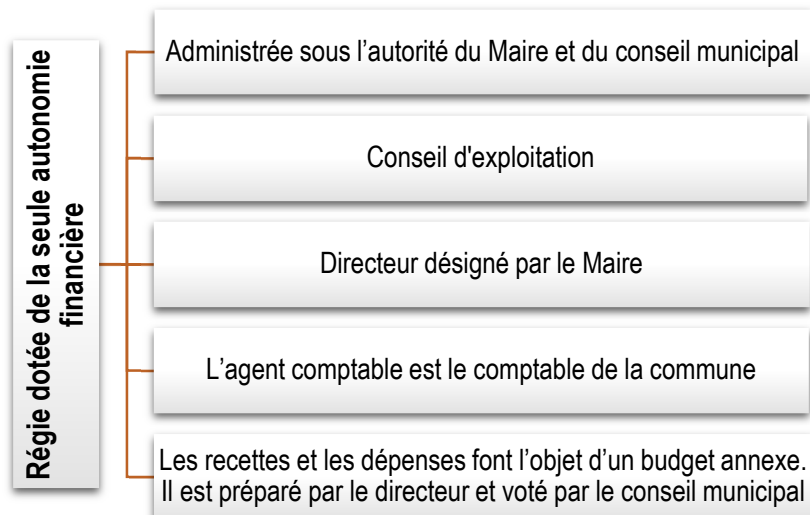 Régie dotée de la seule autonomie
financière
Administrée sous l’autorité du Maire et du conseil municipal
Conseil d'exploitation
Directeur désigné par le Maire
L’agent comptable est le comptable de la commune
Les recettes et les dépenses font l’objet d’un budget annexe.
Il est préparé par le directeur et voté par le conseil municipal